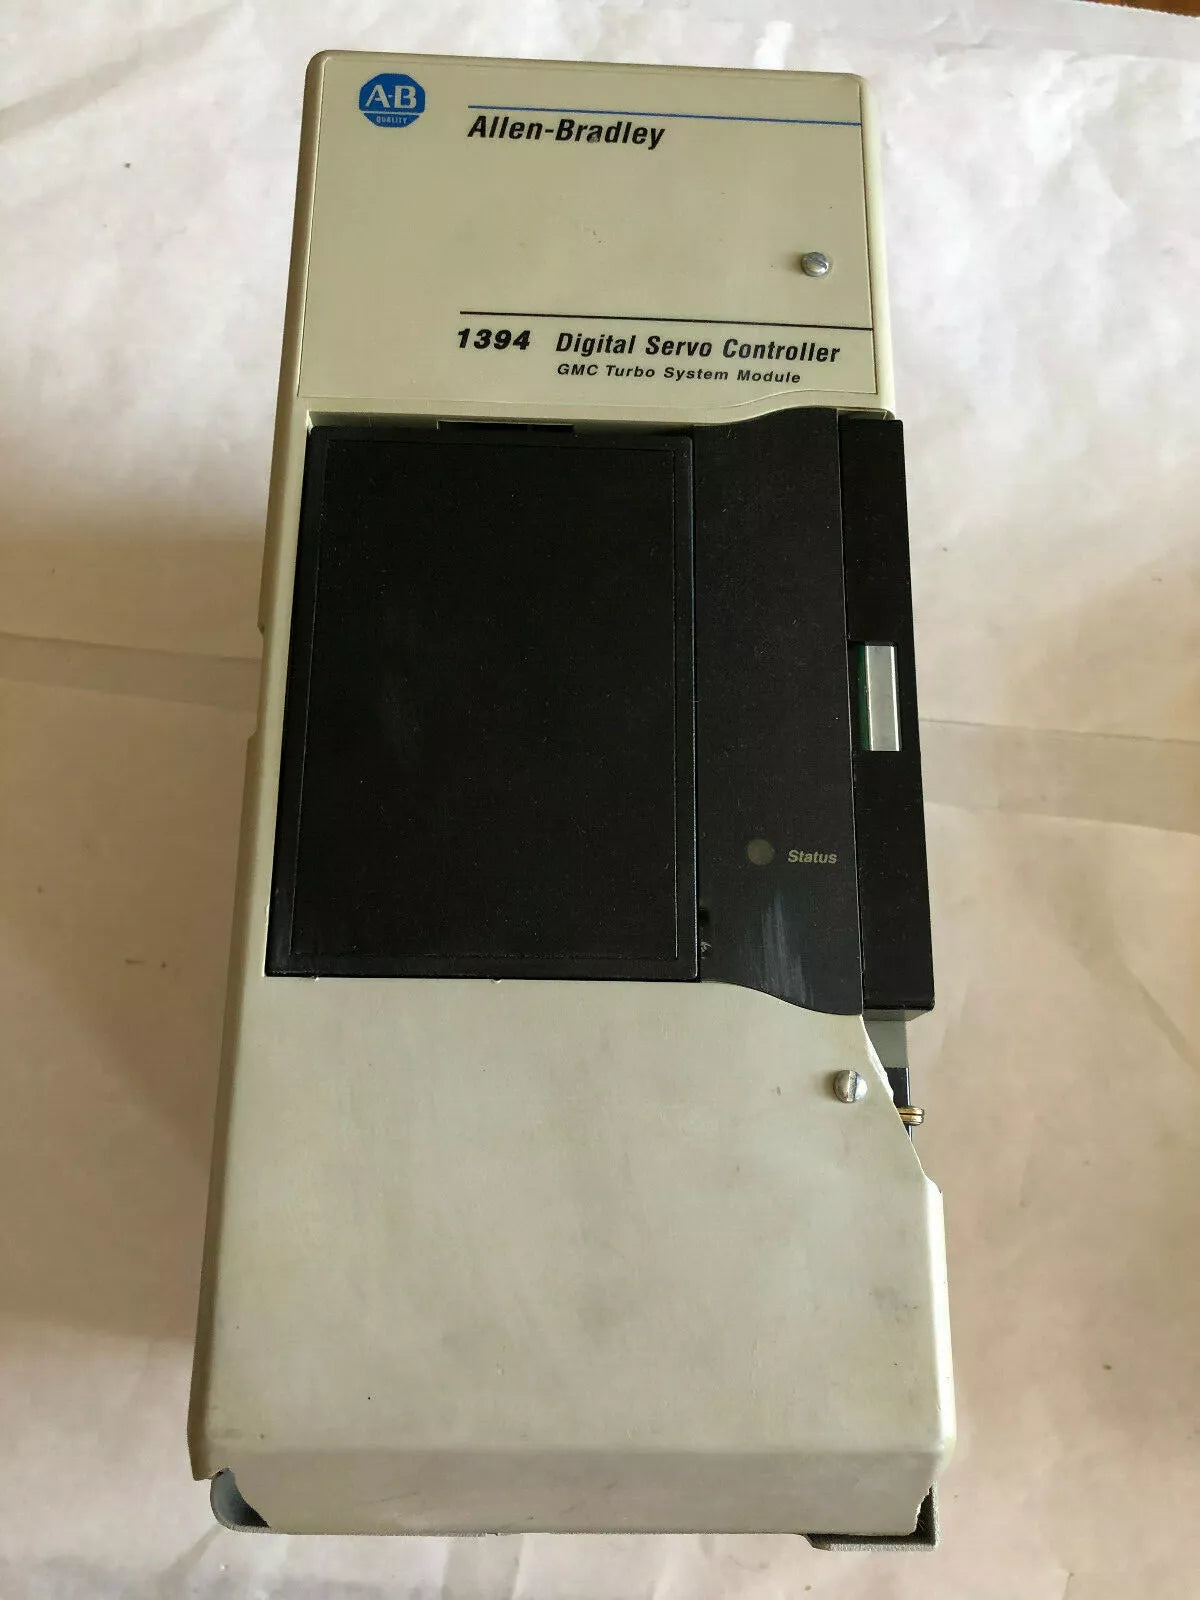 A-B
QUALITY
Allen-Bradley
1394 Digital Servo Controller
GMC Turbo System Module
Status